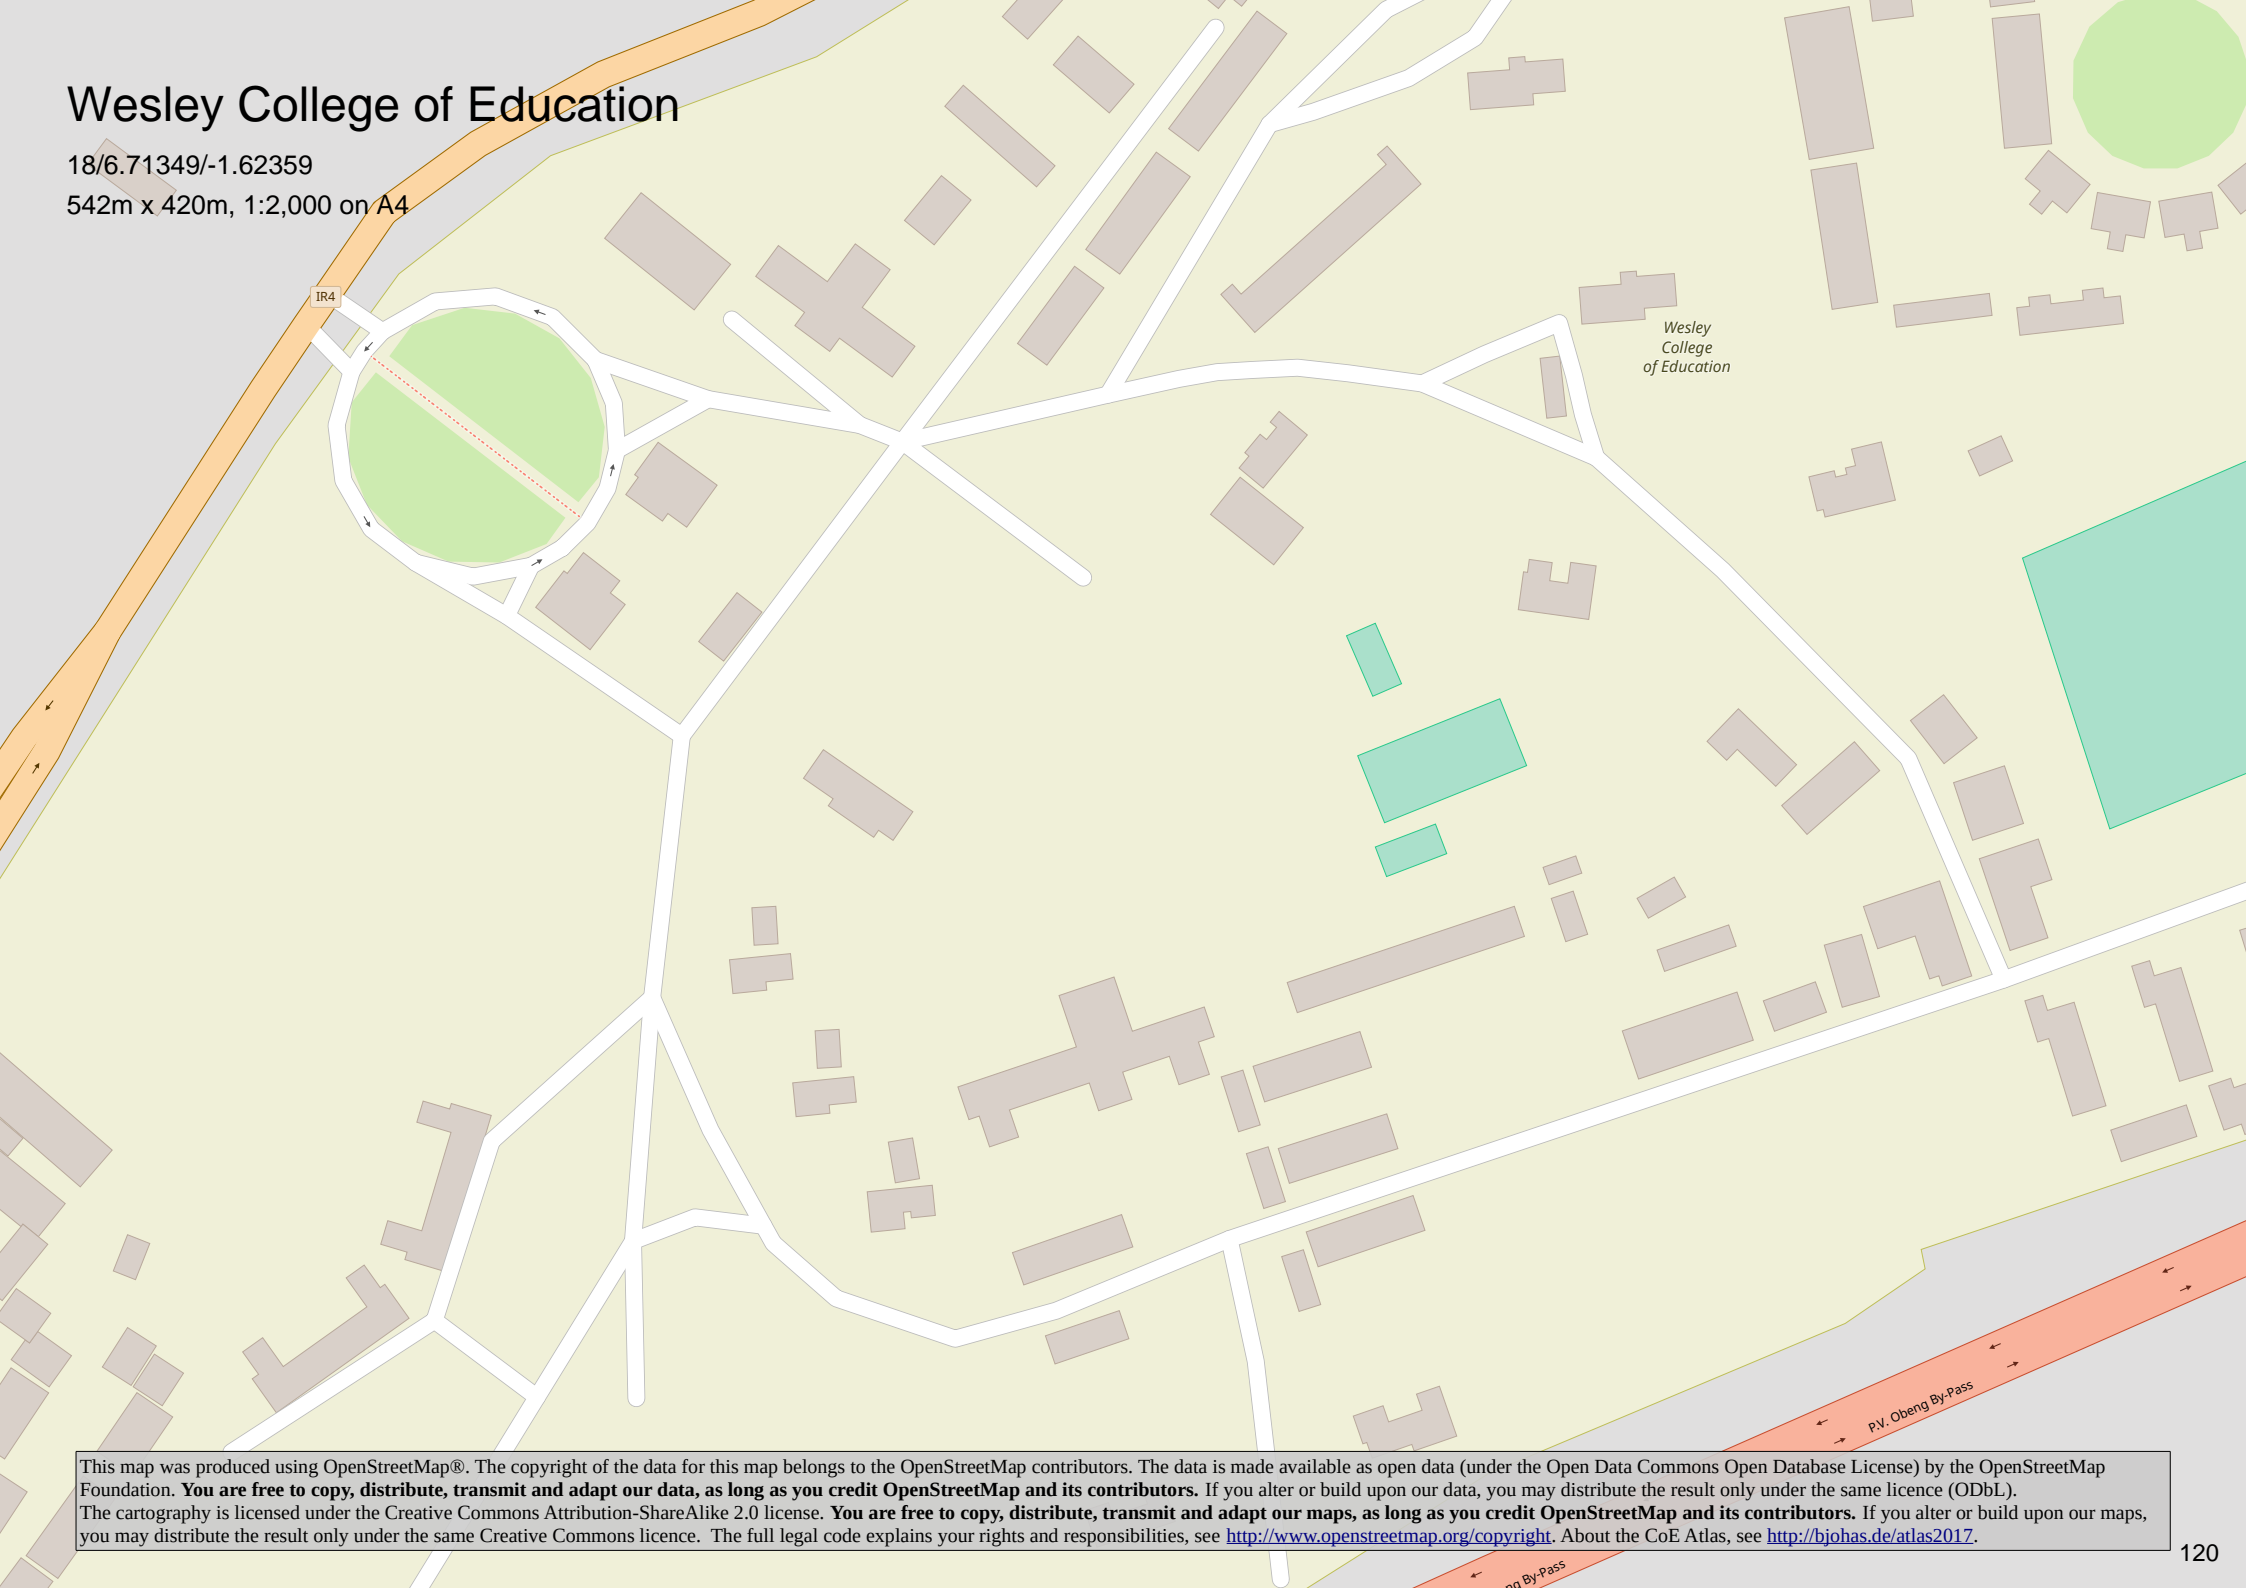 Wesley College of Education
18/6.71349/-1.62359
542m x 420m, 1:2,000 on A4
IR4
Wesley
College
of Education
P.V. Obeng By-Pass
This map was produced using OpenStreetMap®. The copyright of the data for this map belongs to the OpenStreetMap contributors. The data is made available as open data (under the Open Data Commons Open Database License) by the OpenStreetMap
Foundation. You are free to copy, distribute, transmit and adapt our data, as long as you credit OpenStreetMap and its contributors. If you alter or build upon our data, you may distribute the result only under the same licence (ODbL).
The cartography is licensed under the Creative Commons Attribution-ShareAlike 2.0 license. You are free to copy, distribute, transmit and adapt our maps, as long as you credit OpenStreetMap and its contributors. If you alter or build upon our maps,
you may distribute the result only under the same Creative Commons licence. The full legal code explains your rights and responsibilities, see http://www.openstreetmap.org/copyright. About the CoE Atlas, see http://bjohas.de/atlas2017.
ng By-Pass
120